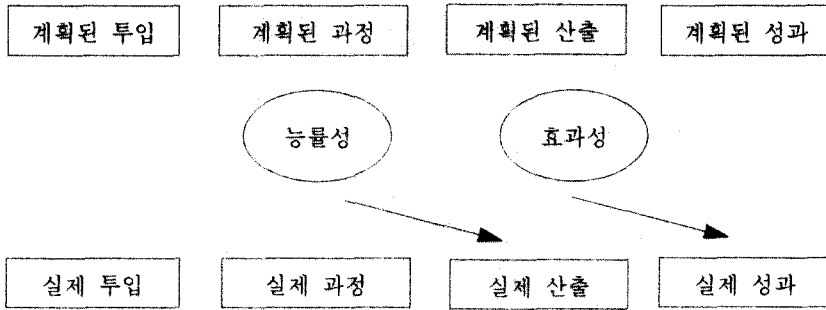 계획된 투입 계획된 과정 계획된 산출 계획된 성과
능률성 효과성
실제 투입 실제 과정 실제 산출 실제 성과